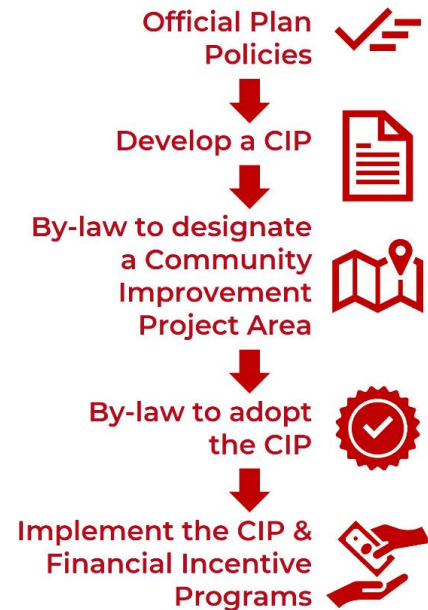 Official Plan
Policies
Develop a CIP
By-law to designate
a Community
Improvement
Project Area
By-law to adopt
the CIP
Implement the CIP &
Financial Incentive
Programs